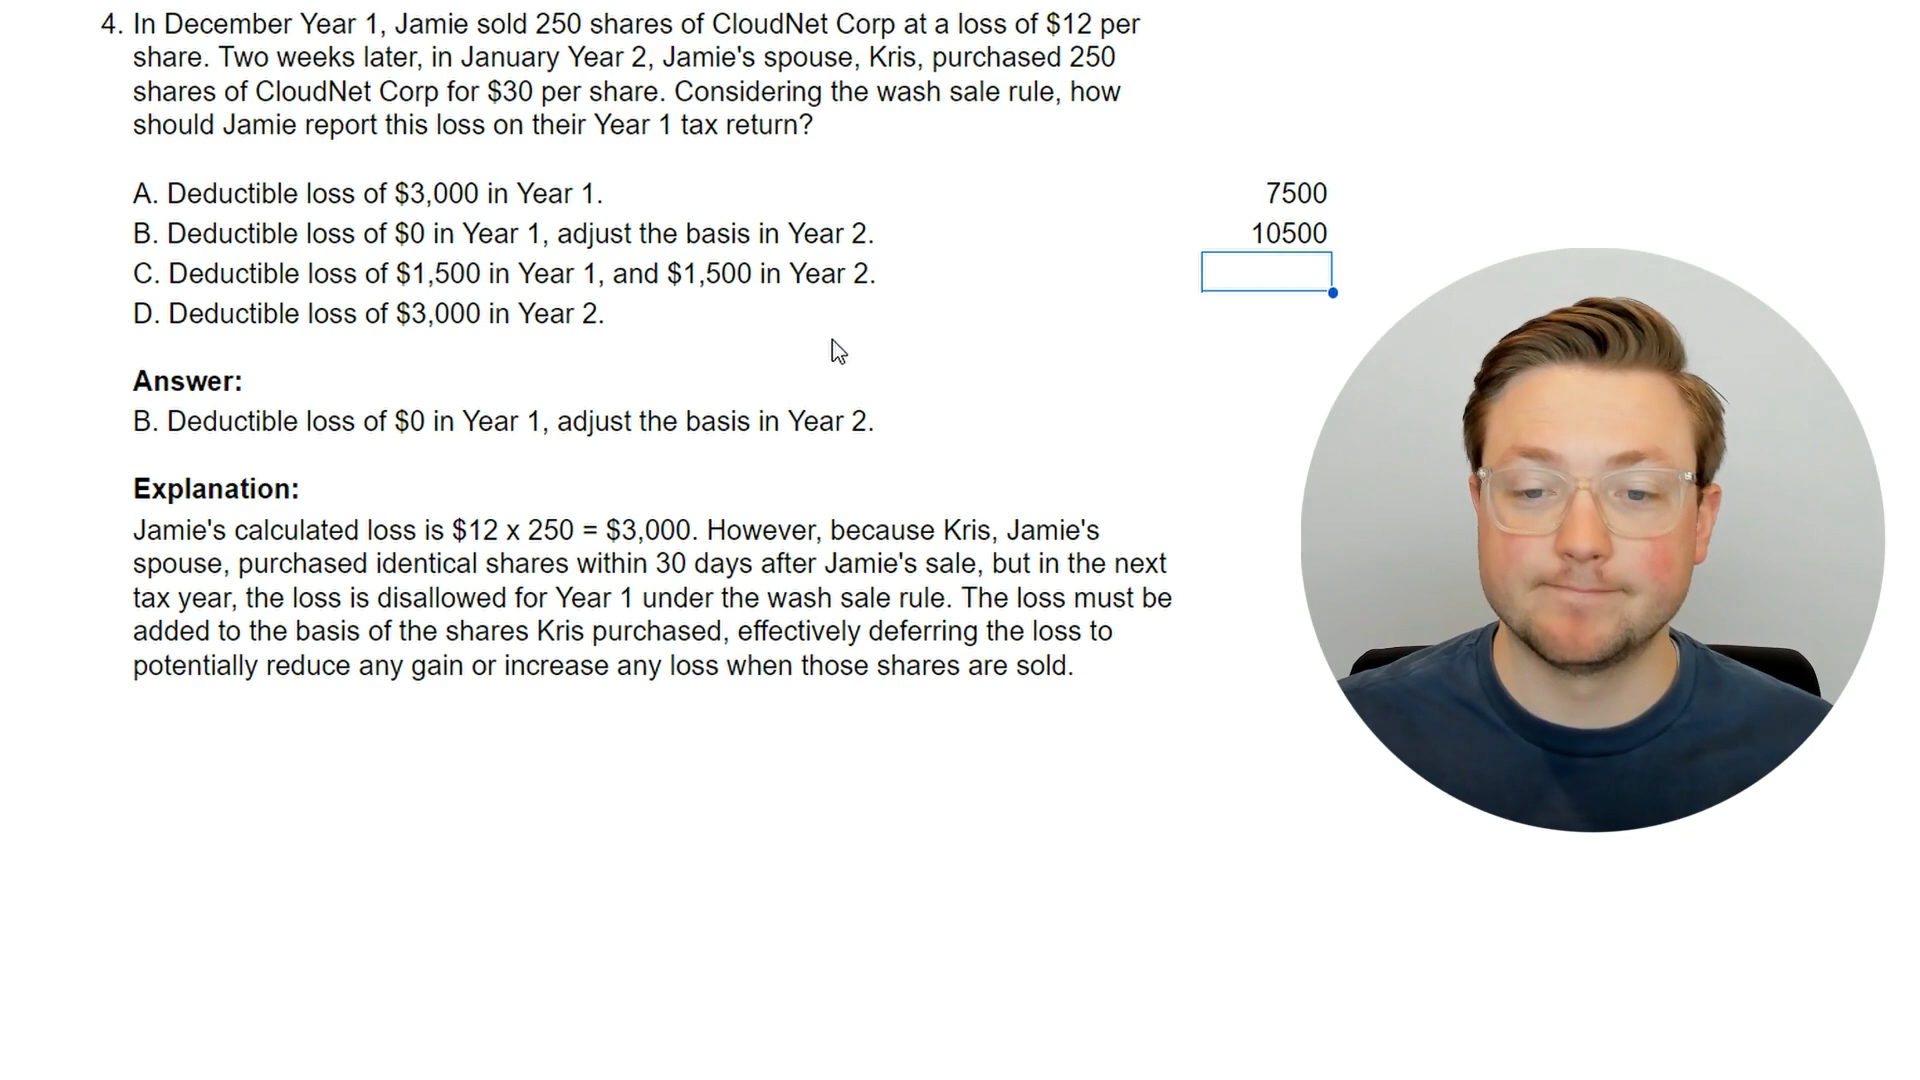 4. In December Year 1, Jamie sold 250 shares of CloudNet Corp at a loss of $12 per
share. Two weeks later, in January Year 2, Jamie's spouse, Kris, purchased 250
shares of CloudNet Corp for $30 per share. Considering the wash sale rule, how
should Jamie report this loss on their Year 1 tax return?
A. Deductible loss of $3,000 in Year 1.
7500
B. Deductible loss of $0 in Year 1, adjust the basis in Year 2.
10500
C. Deductible loss of $1,500 in Year 1, and $1,500 in Year 2.
D. Deductible loss of $3,000 in Year 2.
Answer:
B. Deductible loss of $0 in Year 1, adjust the basis in Year 2.
Explanation:
Jamie's calculated loss is $12 x 250 = $3,000. However, because Kris, Jamie's
spouse, purchased identical shares within 30 days after Jamie's sale, but in the next
tax year, the loss is disallowed for Year 1 under the wash sale rule. The loss must be
added to the basis of the shares Kris purchased, effectively deferring the loss to
potentially reduce any gain or increase any loss when those shares are sold.